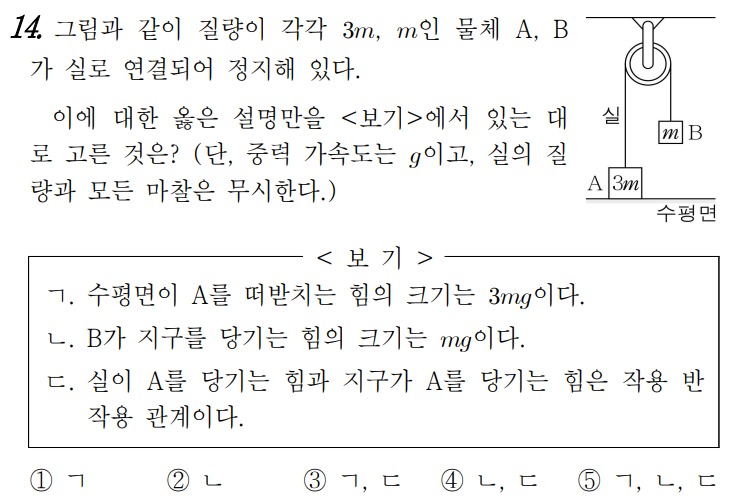 14. 그림과 같이 질량이 각각 3m, m인 물체 A, B
가 실로 연결되어 정지해 있다.
이에 대한 옳은 설명만을 <보기>에서 있는 대
로 고른 것은? (단, 중력 가속도는 g이고, 실의 질
량과 모든 마찰은 무시한다.)
실
m B
A 3m
수평면
< 보 기 >
ㄱ. 수평면이 A를 떠받치는 힘의 크기는 3mg이다.
ㄴ. B가 지구를 당기는 힘의 크기는 mg이다.
ㄷ. 실이 A를 당기는 힘과 지구가 A를 당기는 힘은 작용 반
작용 관계이다.
① ㄱ ② ㄴ ③ ㄱ, ㄷ ④ ㄴ, ㄷ ⑤ ㄱ, ㄴ, ㄷ